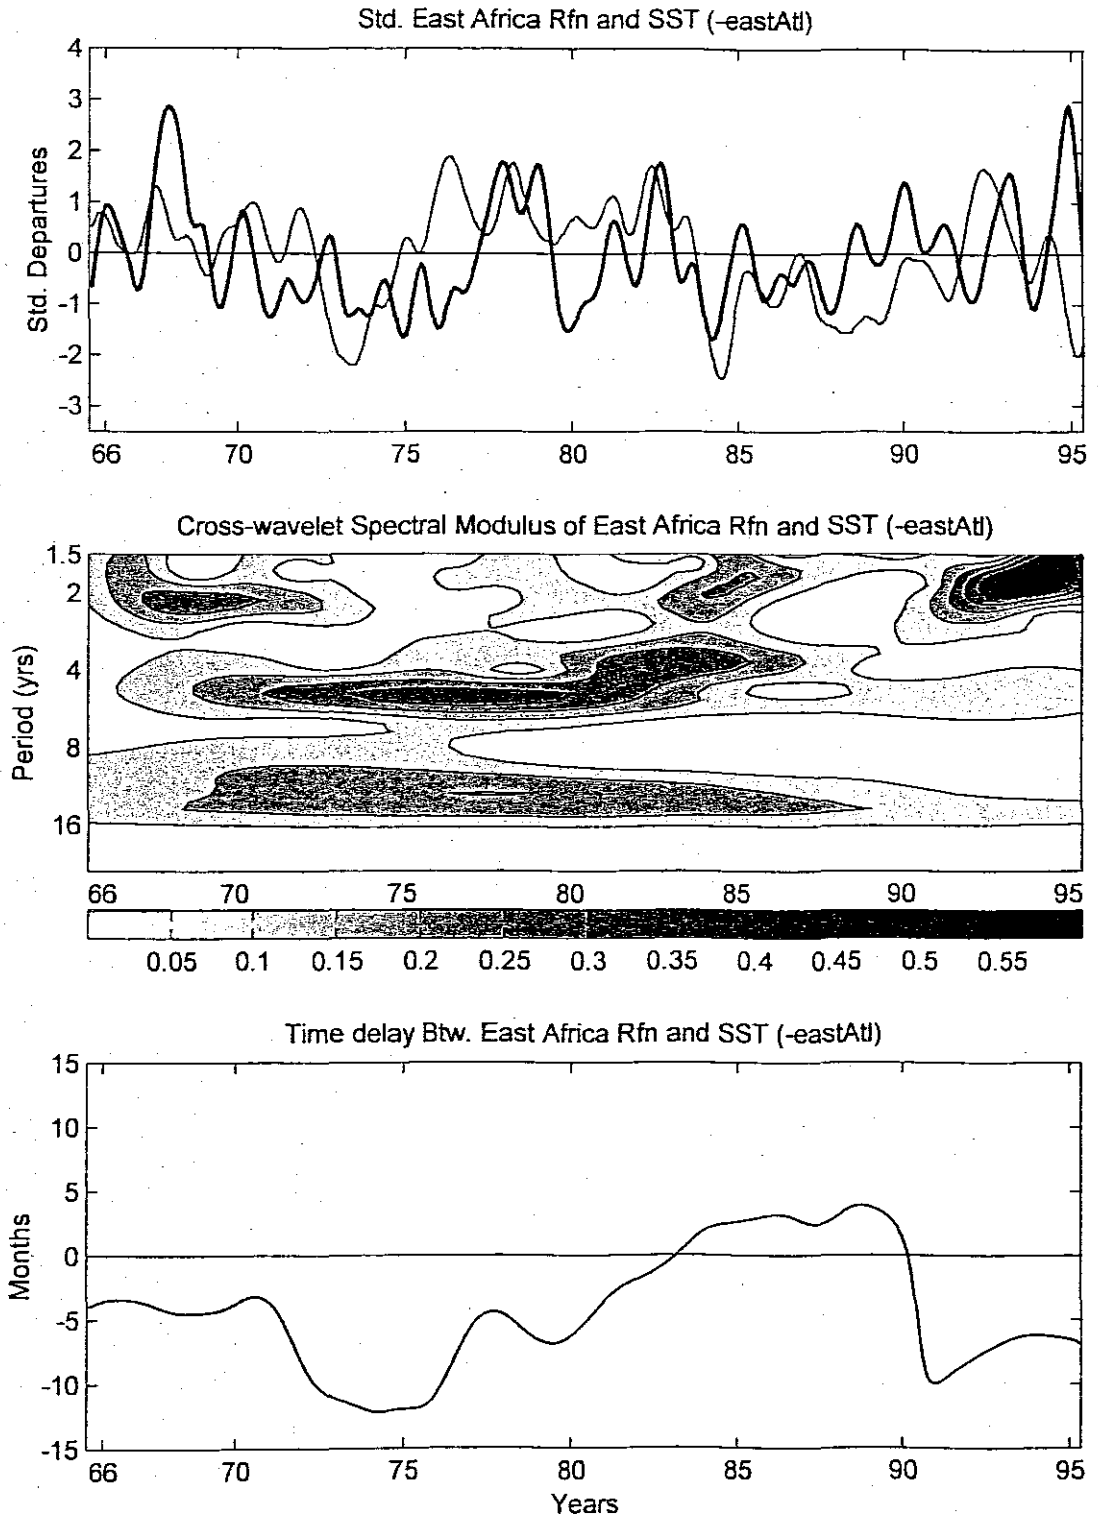 Std. East Africa Rfn and SST (-eastAtl)
4
3
2
1
0
-1
-2
-3
Std. Departures
66 70 75 80 85 90 95
Cross-wavelet Spectral Modulus of East Africa Rfn and SST (-eastAtl)
1.5
2
4
8
16
Period (yrs)
66 70 75 80 85 90 95
0.05 0.1 0.15 0.2 0.25 0.3 0.35 0.4 0.45 0.5 0.55
Time delay Btw. East Africa Rfn and SST (-eastAtl)
15
10
5
0
-5
-10
-15
Months
66 70 75 80 85 90 95
Years